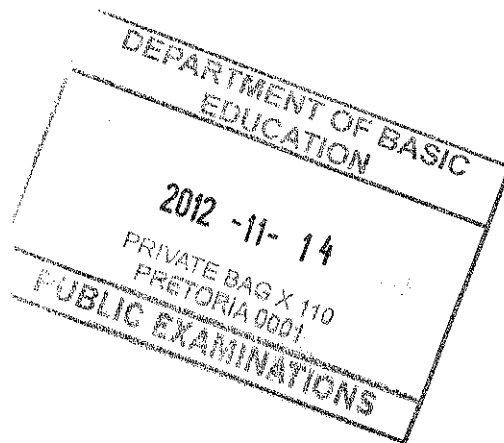 DEPARTMENT OF BASIC
EDUCATION
2012 -11- 14
PRIVATE BAG X 110
PRETORIA 0001
PUBLIC EXAMINATIONS